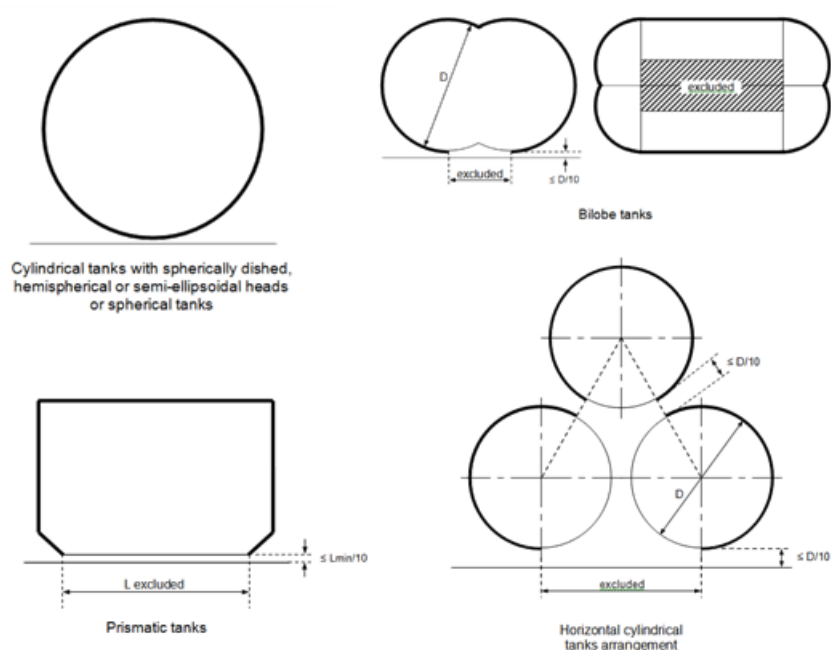 D
excluded
≤ D/10
excluded
Bilobe tanks
Cylindrical tanks with spherically dished,
hemispherical or semi-ellipsoidal heads
or spherical tanks
≤ D/10
D
≤ D/10
excluded
Horizontal cylindrical
tanks arrangement
≤ Lmin/10
L excluded
Prismatic tanks